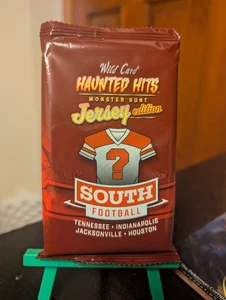 Wild Card
HAUNTED HITS
MONSTER HUNT
Jersey edition
?
SOUTH
FOOTBALL
TENNESSEE • INDIANAPOLIS
JACKSONVILLE • HOUSTON